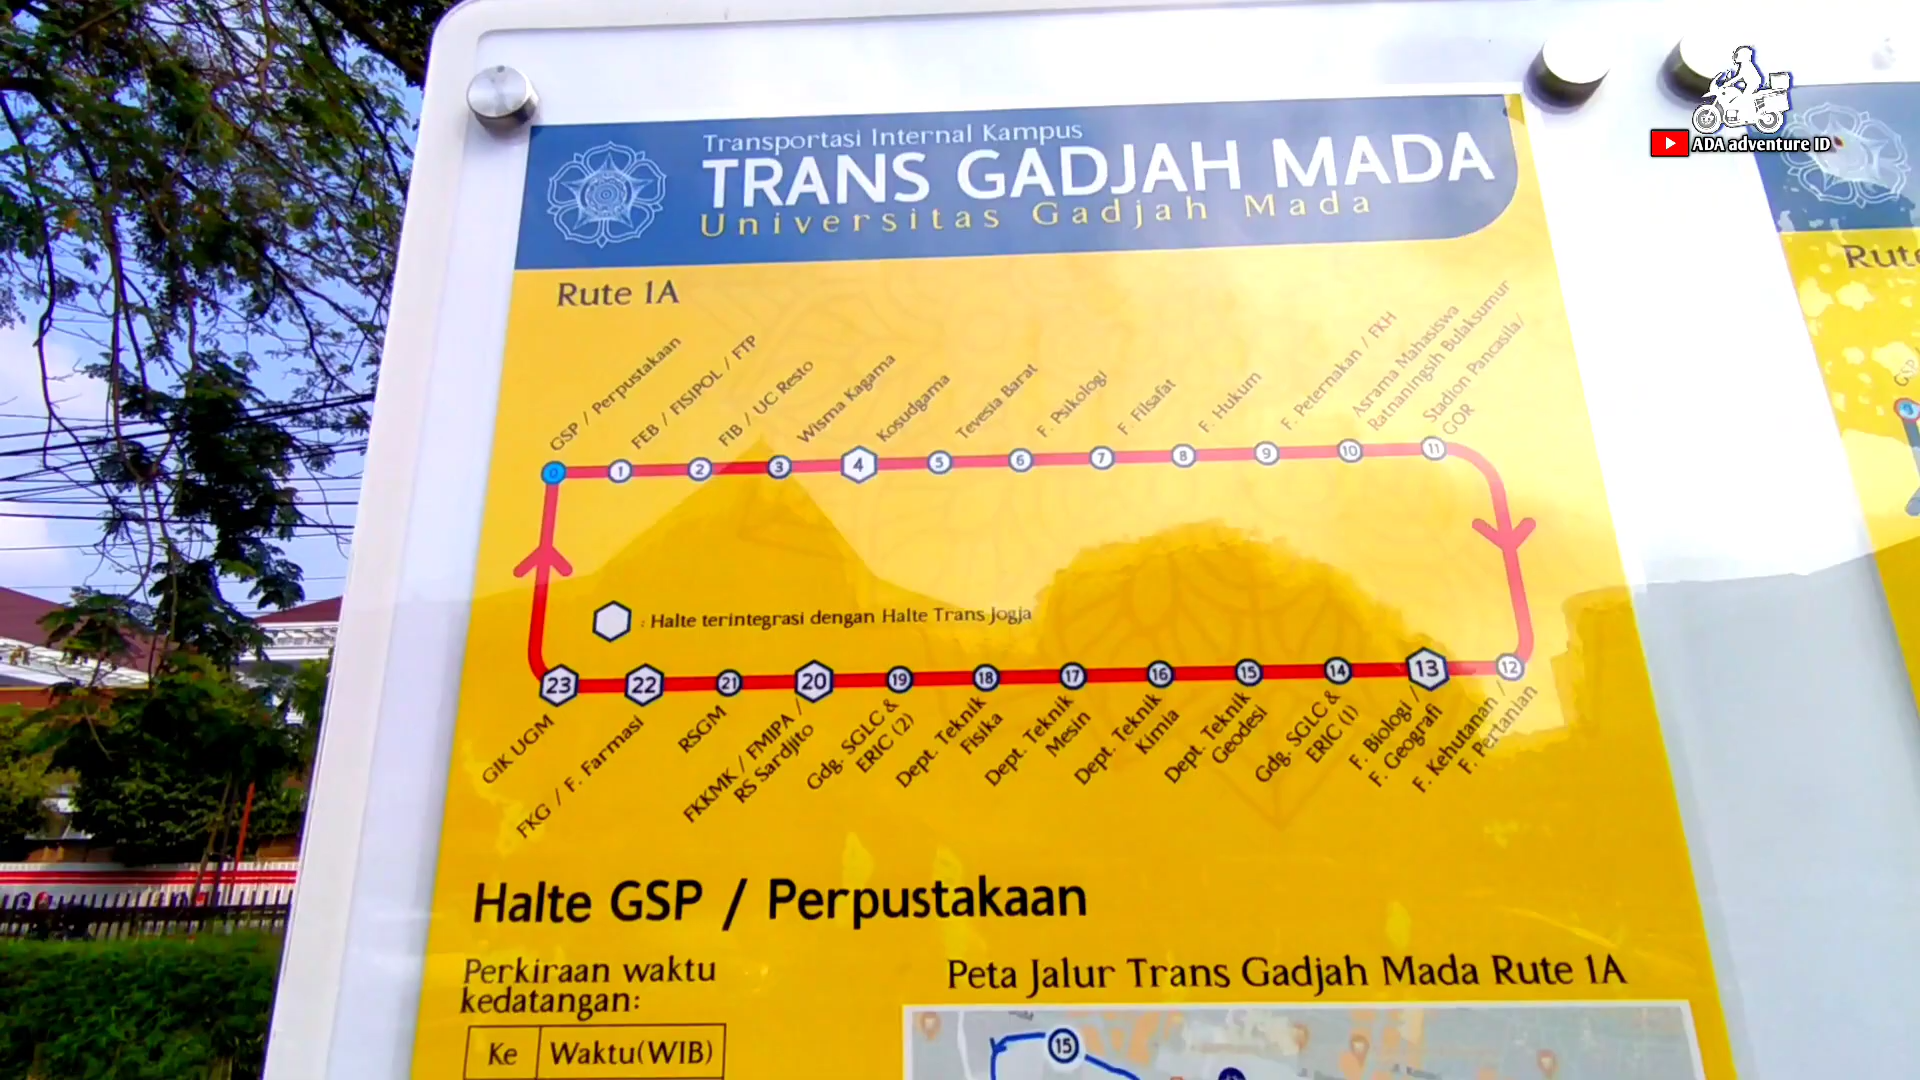 ADA adventure ID
Transportasi Internal Kampus
TRANS GADJAH MADA
Universitas Gadjah Mada
Rute 1A
GSP / Perpustakaan
FEB / FISIPOL / FTP
FIB / UC Resto
Wisma Kagama
Kosudgama
Tevesia Barat
F. Psikologi
F. Filsafat
F. Hukum
F. Peternakan / FKH
Asrama Mahasiswa
Ratnaningsih Bulaksumur
Stadion Pancasila/
GOR
0 1 2 3 4 5 6 7 8 9 10 11
: Halte terintegrasi dengan Halte Trans Jogja
23 22 21 20 19 18 17 16 15 14 13 12
GIK UGM
FKG / F. Farmasi
RSGM
FKKMK / FMIPA /
RS Sardjito
Gdg. SGLC &
ERIC (2)
Dept. Teknik
Fisika
Dept. Teknik
Mesin
Dept. Teknik
Kimia
Dept. Teknik
Geodesi
Gdg. SGLC &
ERIC (1)
F. Biologi /
F. Geografi
F. Kehutanan /
F. Pertanian
Halte GSP / Perpustakaan
Perkiraan waktu
kedatangan:
Ke Waktu(WIB)
Peta Jalur Trans Gadjah Mada Rute 1A
15
Rute
GSP